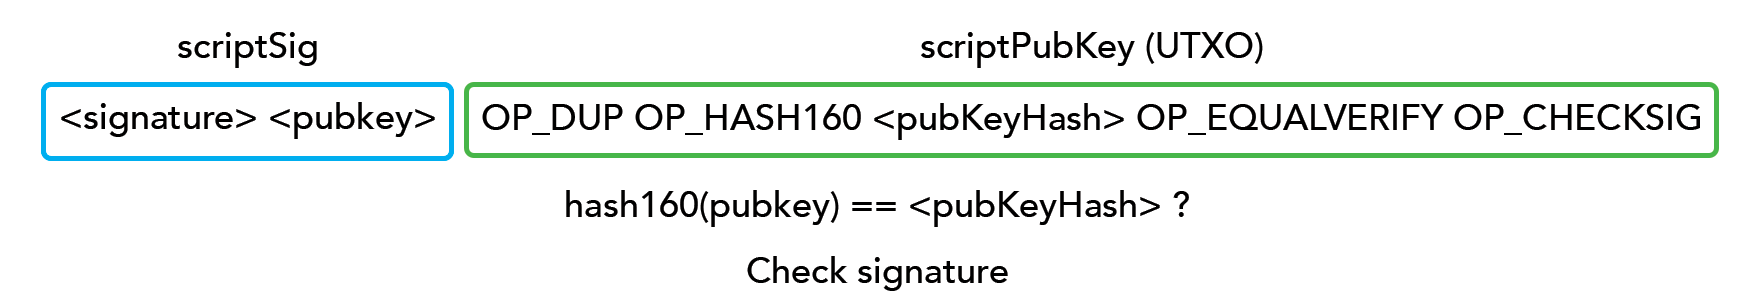 scriptSig
scriptPubKey (UTXO)
<signature> <pubkey>
OP_DUP OP_HASH160 <pubKeyHash> OP_EQUALVERIFY OP_CHECKSIG
hash160(pubkey) == <pubKeyHash> ?
Check signature